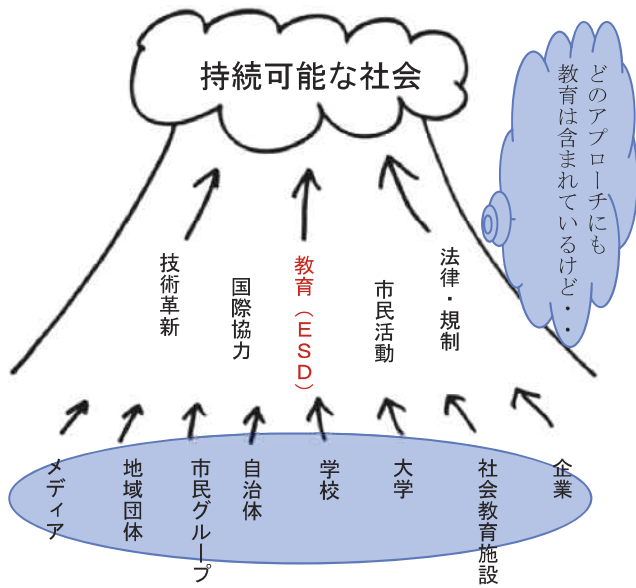 持続可能な社会
どのアプローチにも
教育は含まれているけど・・
技術革新
国際協力
教育（ESD）
市民活動
法律・規制
メディア
地域団体
市民グループ
自治体
学校
大学
社会教育施設
企業